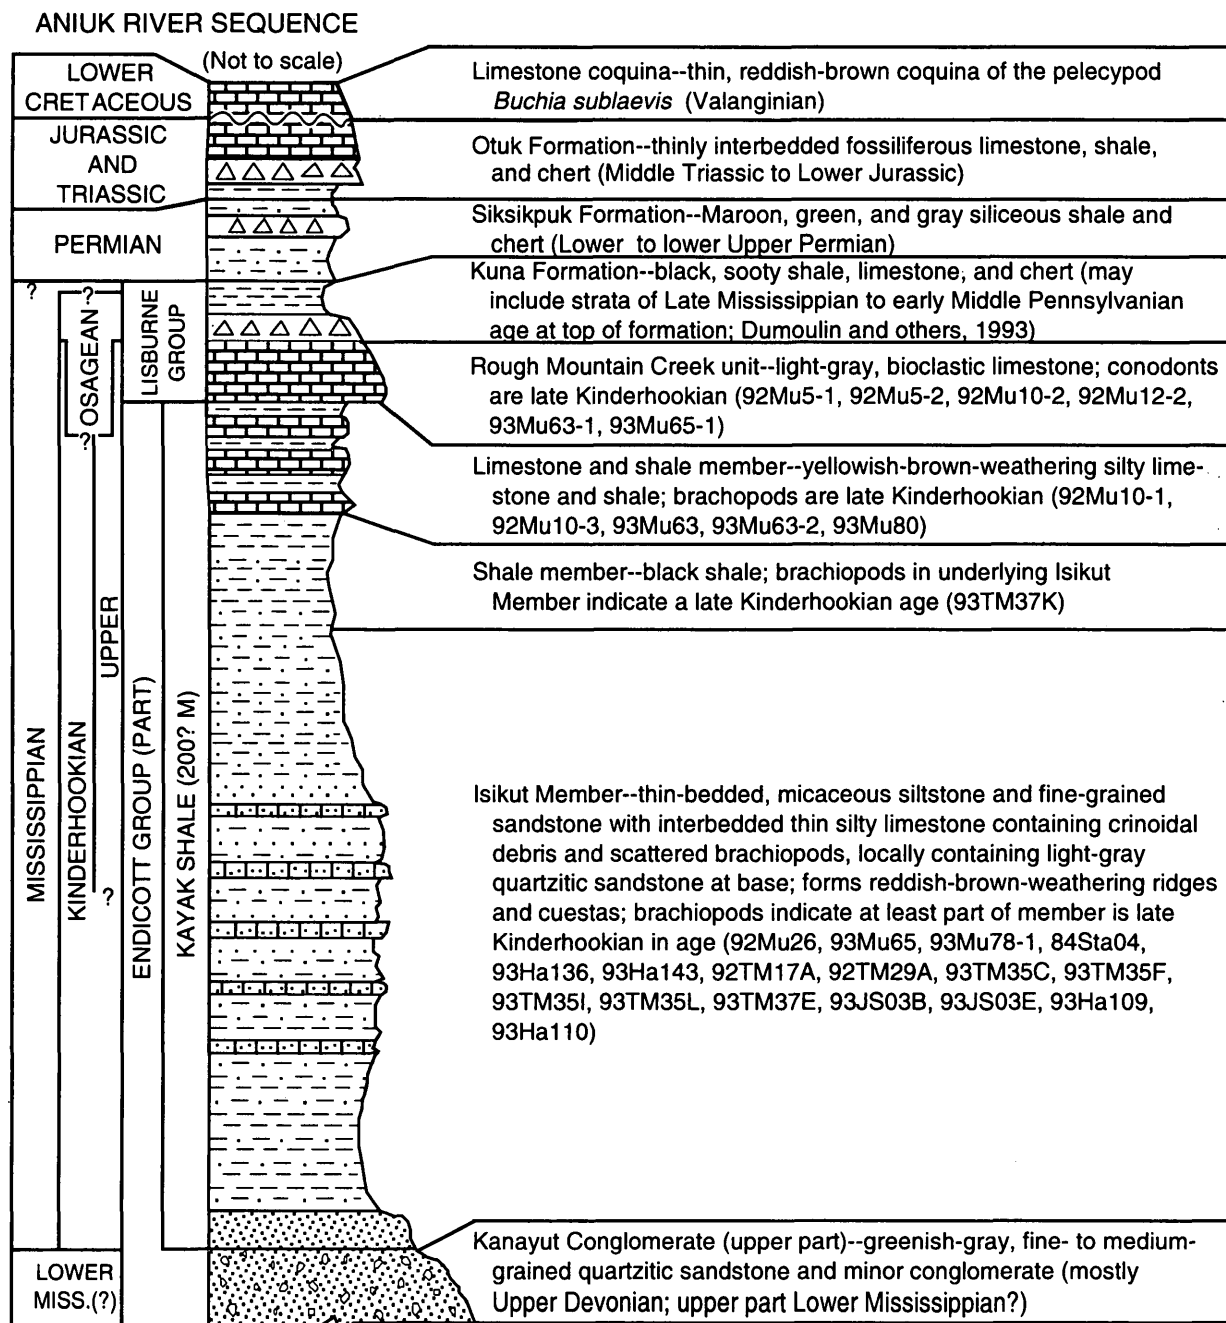 ANIUK RIVER SEQUENCE
(Not to scale)
LOWER
CRETACEOUS
JURASSIC
AND
TRIASSIC
PERMIAN
?
?
OSAGEAN
?
LISBURNE
GROUP
MISSISSIPPIAN
KINDERHOOKIAN
UPPER
?
ENDICOTT GROUP (PART)
KAYAK SHALE (200? M)
LOWER
MISS.(?)
Limestone coquina--thin, reddish-brown coquina of the pelecypod
Buchia sublaevis (Valanginian)
Otuk Formation--thinly interbedded fossiliferous limestone, shale,
and chert (Middle Triassic to Lower Jurassic)
Siksikpuk Formation--Maroon, green, and gray siliceous shale and
chert (Lower to lower Upper Permian)
Kuna Formation--black, sooty shale, limestone, and chert (may
include strata of Late Mississippian to early Middle Pennsylvanian
age at top of formation; Dumoulin and others, 1993)
Rough Mountain Creek unit--light-gray, bioclastic limestone; conodonts
are late Kinderhookian (92Mu5-1, 92Mu5-2, 92Mu10-2, 92Mu12-2,
93Mu63-1, 93Mu65-1)
Limestone and shale member--yellowish-brown-weathering silty lime-
stone and shale; brachopods are late Kinderhookian (92Mu10-1,
92Mu10-3, 93Mu63, 93Mu63-2, 93Mu80)
Shale member--black shale; brachiopods in underlying Isikut
Member indicate a late Kinderhookian age (93TM37K)
Isikut Member--thin-bedded, micaceous siltstone and fine-grained
sandstone with interbedded thin silty limestone containing crinoidal
debris and scattered brachiopods, locally containing light-gray
quartzitic sandstone at base; forms reddish-brown-weathering ridges
and cuestas; brachiopods indicate at least part of member is late
Kinderhookian in age (92Mu26, 93Mu65, 93Mu78-1, 84Sta04,
93Ha136, 93Ha143, 92TM17A, 92TM29A, 93TM35C, 93TM35F,
93TM35I, 93TM35L, 93TM37E, 93JS03B, 93JS03E, 93Ha109,
93Ha110)
Kanayut Conglomerate (upper part)--greenish-gray, fine- to medium-
grained quartzitic sandstone and minor conglomerate (mostly
Upper Devonian; upper part Lower Mississippian?)